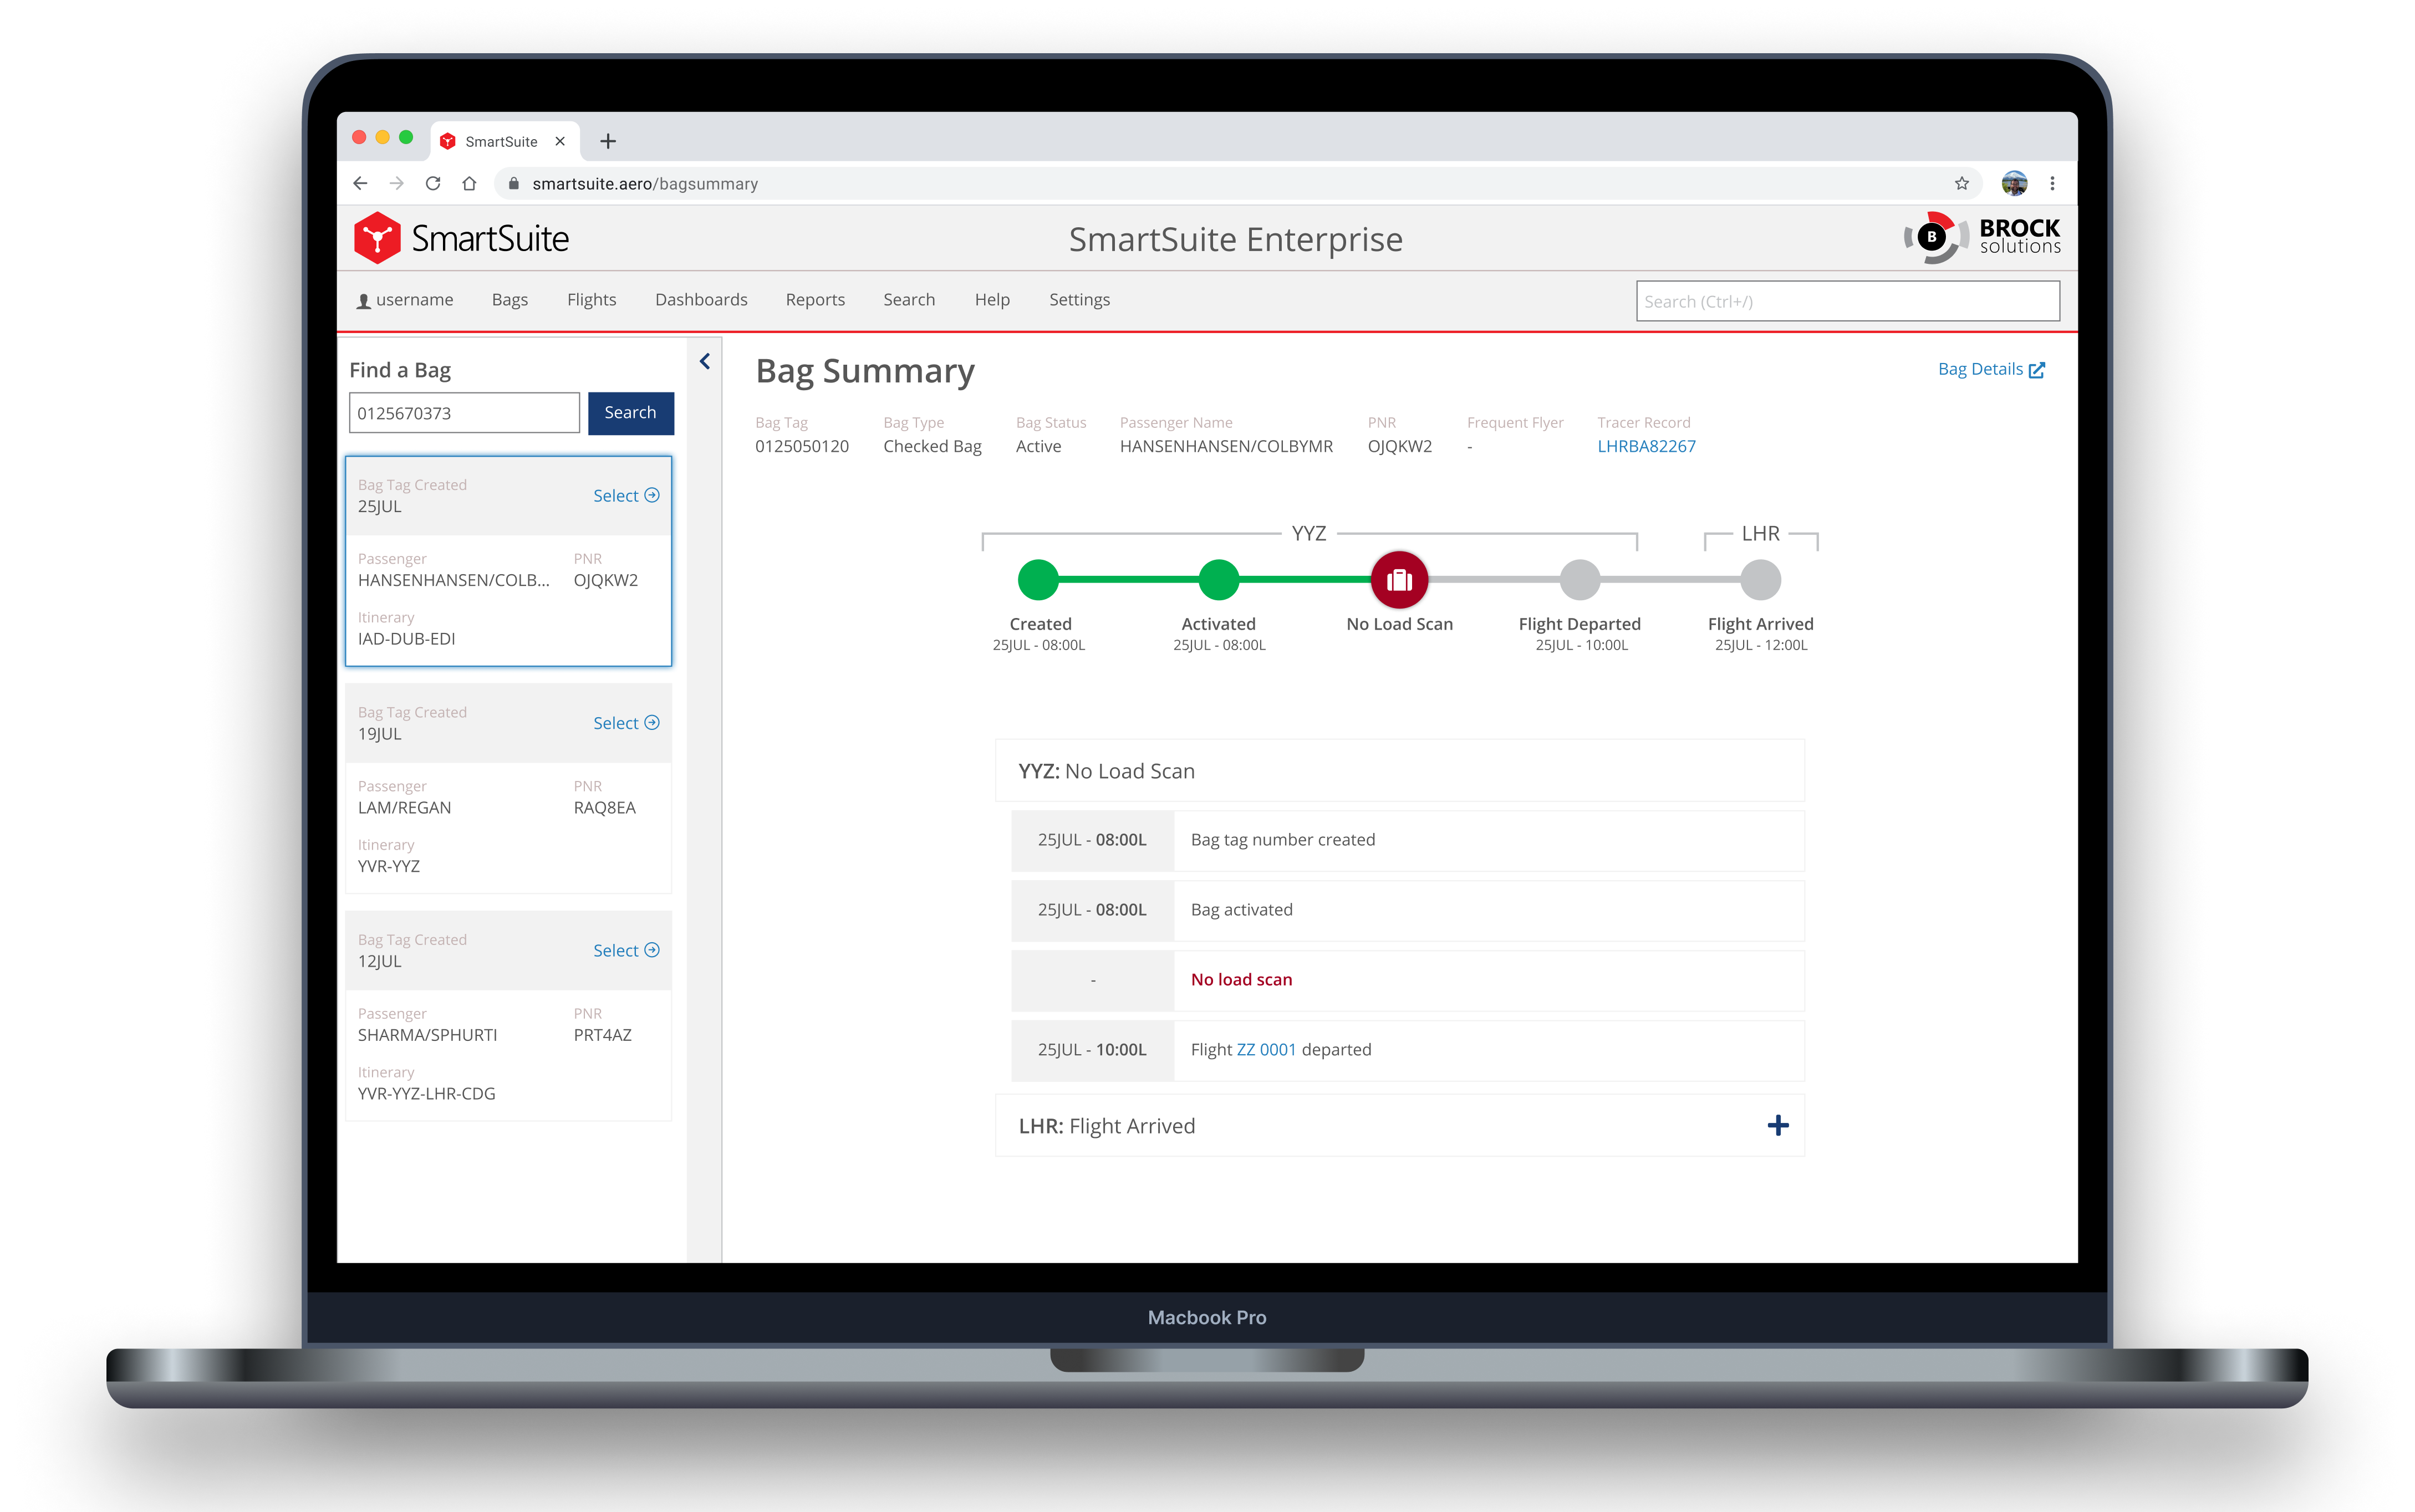 SmartSuite
smartsuite.aero/bagsummary
SmartSuite
SmartSuite Enterprise
B
BROCK
solutions
username Bags Flights Dashboards Reports Search Help Settings
Search (Ctrl+/)
Find a Bag
0125670373
Search
Bag Tag Created
25JUL
Select
Passenger PNR
HANSENHANSEN/COLB... OJQKW2
Itinerary
IAD-DUB-EDI
Bag Tag Created
19JUL
Select
Passenger PNR
LAM/REGAN RAQ8EA
Itinerary
YVR-YYZ
Bag Tag Created
12JUL
Select
Passenger PNR
SHARMA/SPHURTI PRT4AZ
Itinerary
YVR-YYZ-LHR-CDG
Bag Summary
Bag Details
Bag Tag Bag Type Bag Status Passenger Name PNR Frequent Flyer Tracer Record
0125050120 Checked Bag Active HANSENHANSEN/COLBYMR OJQKW2 - LHRBA82267
YYZ LHR
Created Activated No Load Scan Flight Departed Flight Arrived
25JUL - 08:00L 25JUL - 08:00L 25JUL - 10:00L 25JUL - 12:00L
YYZ: No Load Scan
25JUL - 08:00L Bag tag number created
25JUL - 08:00L Bag activated
- No load scan
25JUL - 10:00L Flight ZZ 0001 departed
LHR: Flight Arrived
Macbook Pro